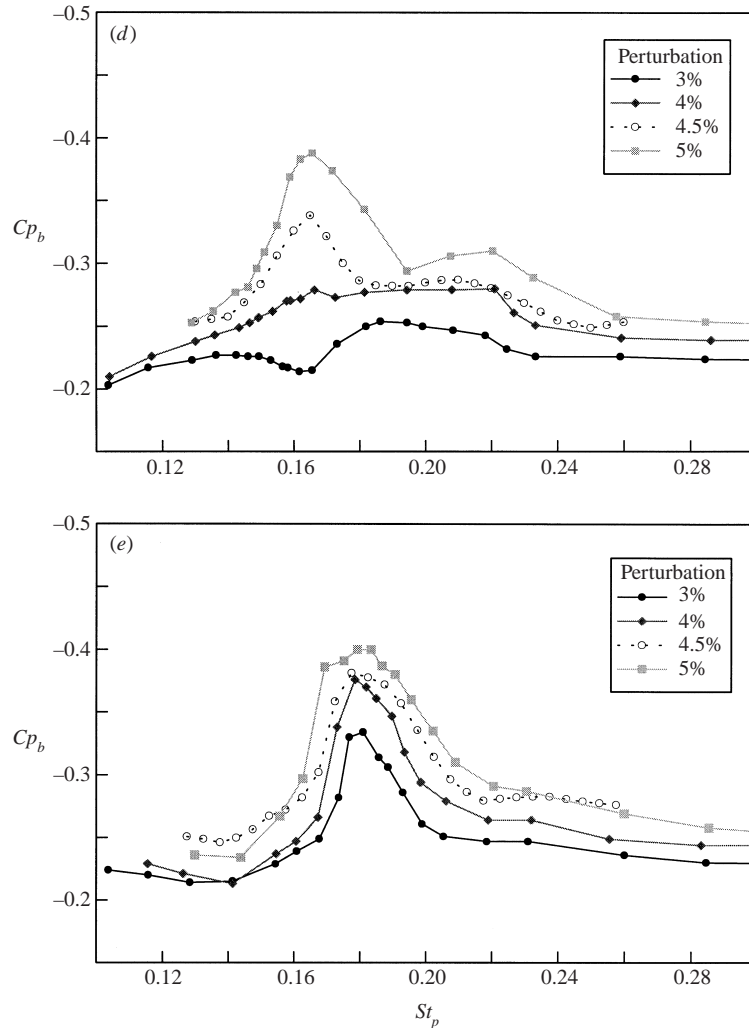 –0.5
(d)
Perturbation
3%
4%
4.5%
5%
–0.4
Cp_b
–0.3
–0.2
0.12 0.16 0.20 0.24 0.28
–0.5
(e)
Perturbation
3%
4%
4.5%
5%
–0.4
Cp_b
–0.3
–0.2
0.12 0.16 0.20 0.24 0.28
St_p